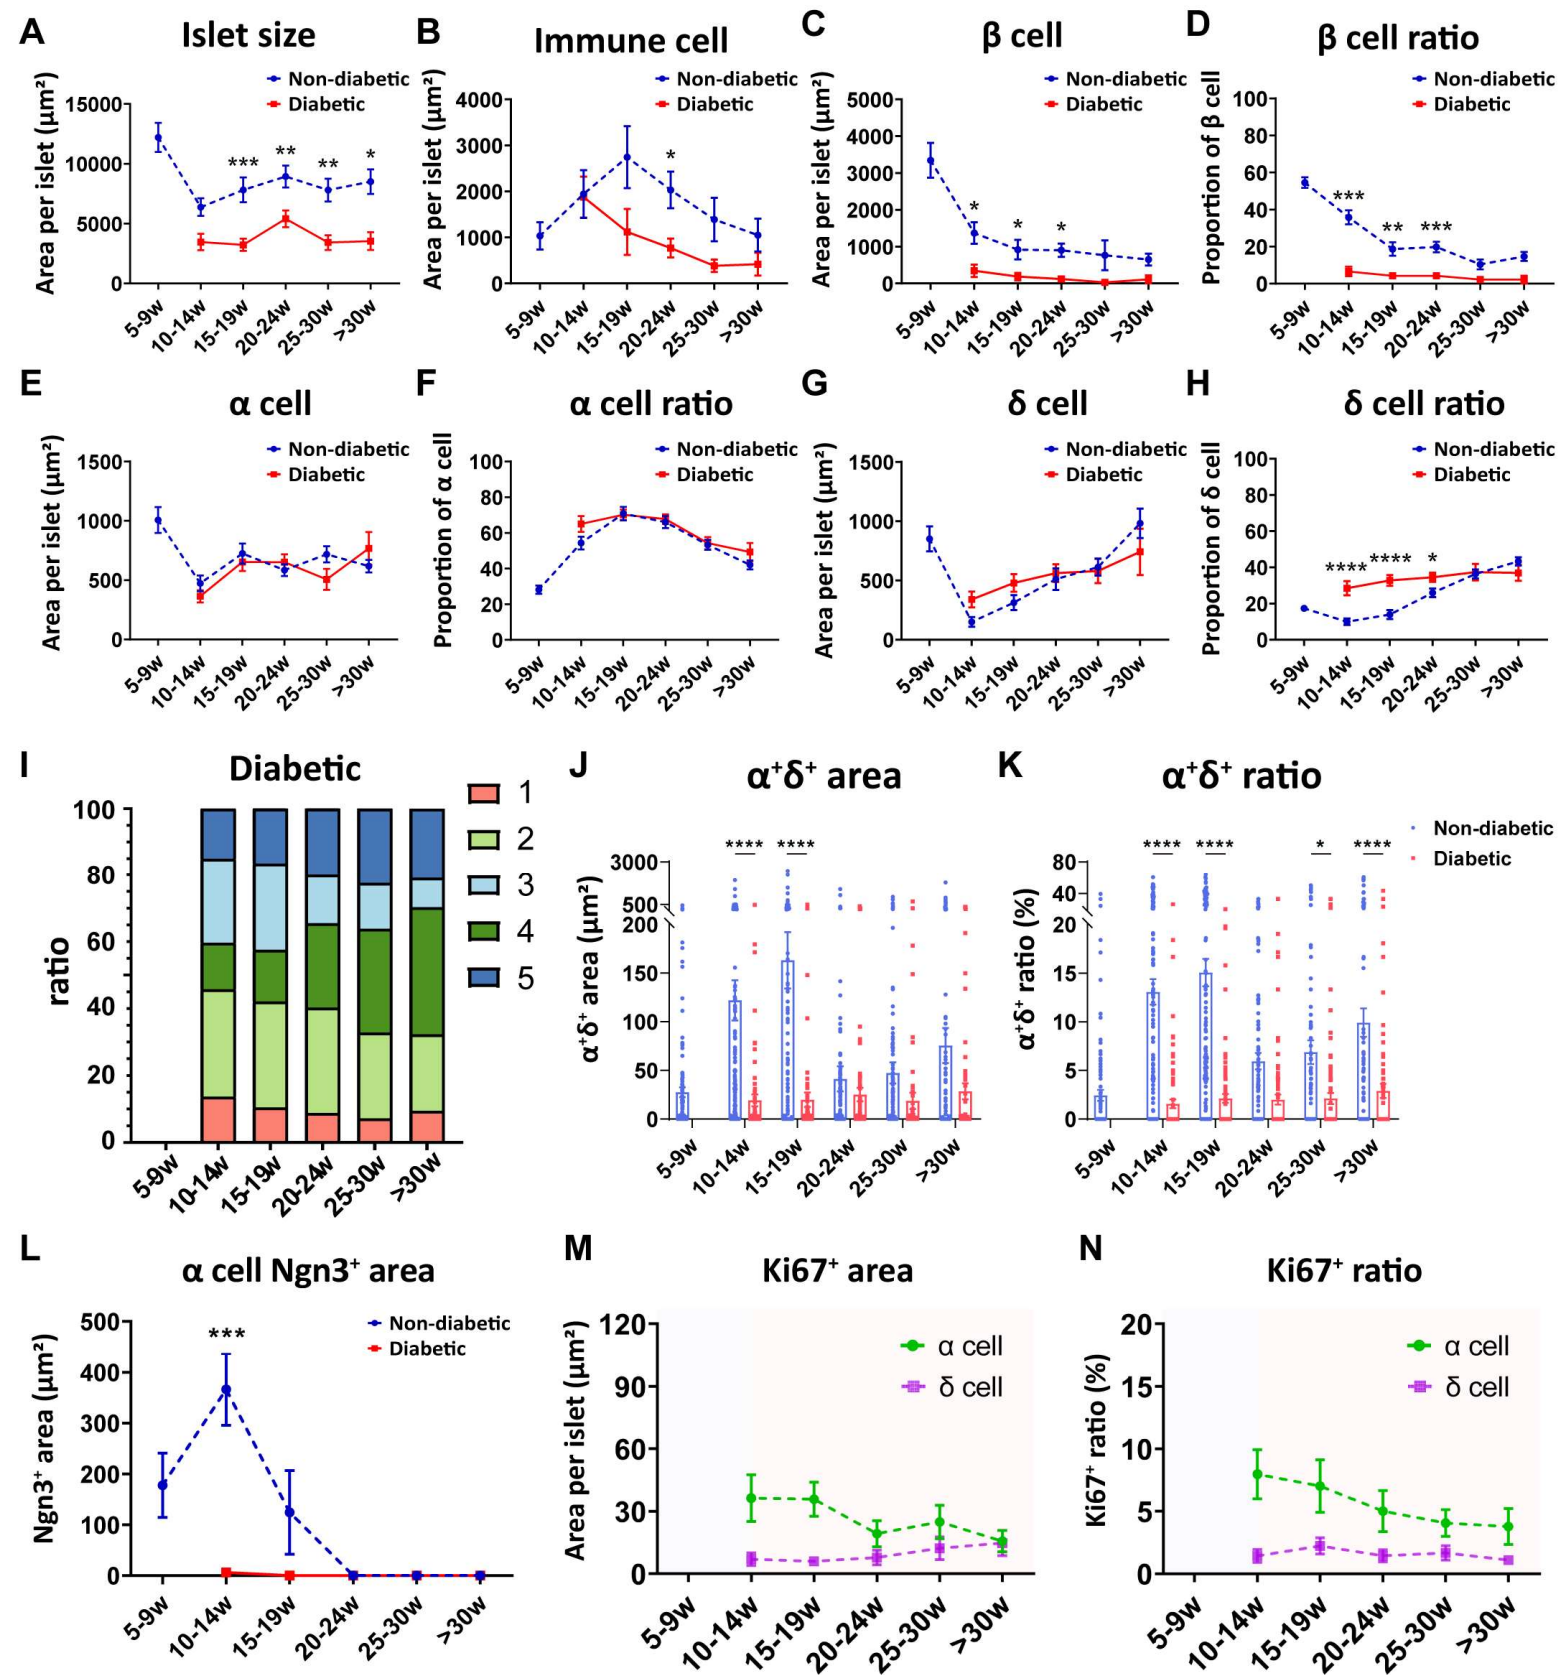 A
Islet size
Non-diabetic
Diabetic
Area per islet (μm²)
15000
10000
5000
0
***
**
**
*
5-9w
10-14w
15-19w
20-24w
25-30w
>30w
B
Immune cell
Non-diabetic
Diabetic
Area per islet (μm²)
4000
3000
2000
1000
0
*
5-9w
10-14w
15-19w
20-24w
25-30w
>30w
C
β cell
Non-diabetic
Diabetic
Area per islet (μm²)
5000
4000
3000
2000
1000
0
*
*
*
5-9w
10-14w
15-19w
20-24w
25-30w
>30w
D
β cell ratio
Non-diabetic
Diabetic
Proportion of β cell
100
80
60
40
20
0
***
**
***
5-9w
10-14w
15-19w
20-24w
25-30w
>30w
E
α cell
Non-diabetic
Diabetic
Area per islet (μm²)
1500
1000
500
0
5-9w
10-14w
15-19w
20-24w
25-30w
>30w
F
α cell ratio
Non-diabetic
Diabetic
Proportion of α cell
100
80
60
40
20
0
5-9w
10-14w
15-19w
20-24w
25-30w
>30w
G
δ cell
Non-diabetic
Diabetic
Area per islet (μm²)
1500
1000
500
0
5-9w
10-14w
15-19w
20-24w
25-30w
>30w
H
δ cell ratio
Non-diabetic
Diabetic
Proportion of δ cell
100
80
60
40
20
0
****
****
*
5-9w
10-14w
15-19w
20-24w
25-30w
>30w
I
Diabetic
ratio
100
80
60
40
20
0
1
2
3
4
5
5-9w
10-14w
15-19w
20-24w
25-30w
>30w
J
α⁺δ⁺ area
α⁺δ⁺ area (μm²)
3000
500
200
150
100
50
0
****
****
5-9w
10-14w
15-19w
20-24w
25-30w
>30w
K
α⁺δ⁺ ratio
Non-diabetic
Diabetic
α⁺δ⁺ ratio (%)
80
40
20
15
10
5
0
****
****
*
****
5-9w
10-14w
15-19w
20-24w
25-30w
>30w
L
α cell Ngn3⁺ area
Non-diabetic
Diabetic
Ngn3⁺ area (μm²)
500
400
300
200
100
0
***
5-9w
10-14w
15-19w
20-24w
25-30w
>30w
M
Ki67⁺ area
α cell
δ cell
Area per islet (μm²)
120
90
60
30
0
5-9w
10-14w
15-19w
20-24w
25-30w
>30w
N
Ki67⁺ ratio
α cell
δ cell
Ki67⁺ ratio (%)
20
15
10
5
0
5-9w
10-14w
15-19w
20-24w
25-30w
>30w